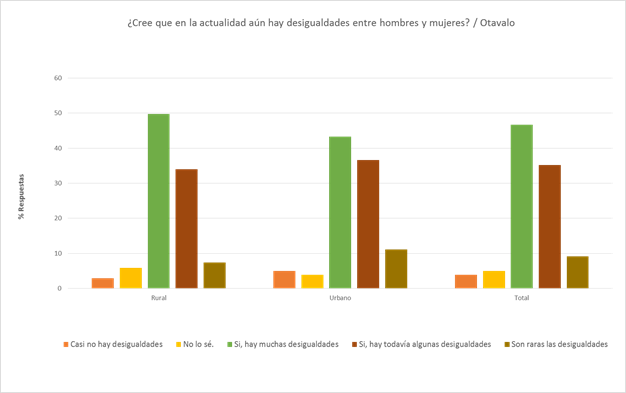 ¿Cree que en la actualidad aún hay desigualdades entre hombres y mujeres? / Otavalo
60
50
40
30
20
10
0
% Respuestas
Rural Urbano Total
Casi no hay desigualdades No lo sé. Si, hay muchas desigualdades Si, hay todavía algunas desigualdades Son raras las desigualdades